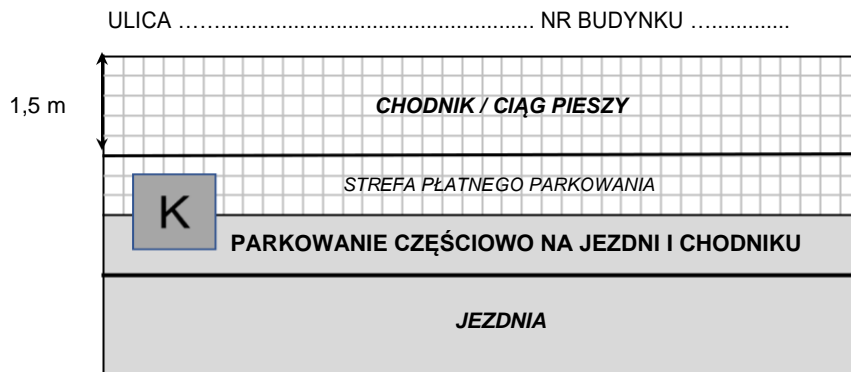 ULICA …….................................................... NR BUDYNKU ….............
1,5 m
CHODNIK / CIĄG PIESZY
STREFA PŁATNEGO PARKOWANIA
K
PARKOWANIE CZĘŚCIOWO NA JEZDNI I CHODNIKU
JEZDNIA